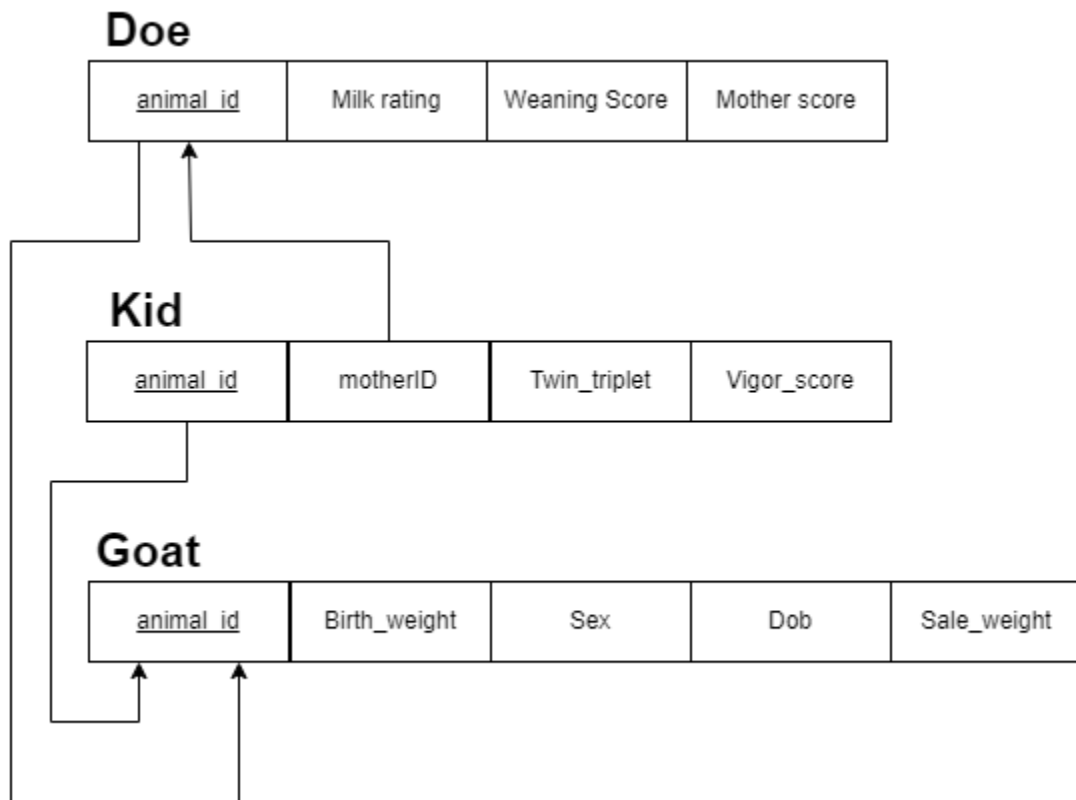 Doe
animal_id Milk rating Weaning Score Mother score
Kid
animal_id motherID Twin_triplet Vigor_score
Goat
animal_id Birth_weight Sex Dob Sale_weight